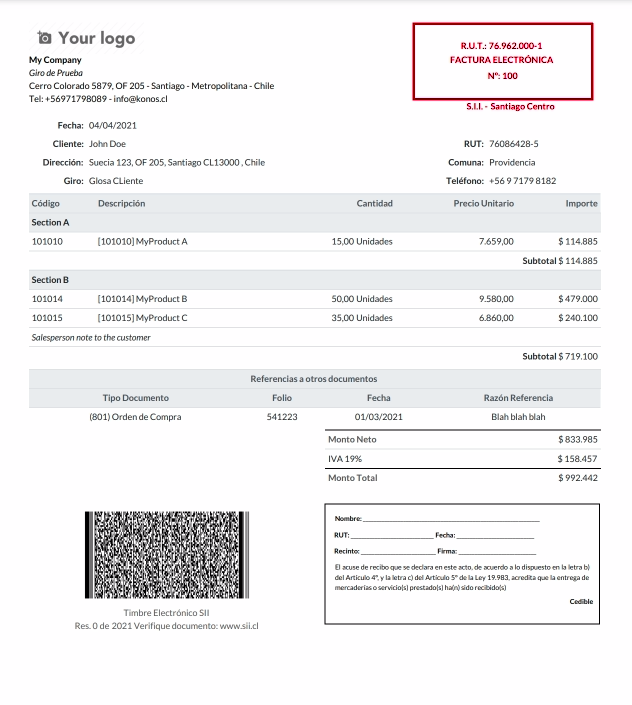 Your logo
R.U.T.: 76.962.000-1
FACTURA ELECTRÓNICA
Nº: 100
S.I.I. - Santiago Centro
My Company
Giro de Prueba
Cerro Colorado 5879, OF 205 - Santiago - Metropolitana - Chile
Tel: +56971798089 - info@konos.cl
Fecha: 04/04/2021
Cliente: John Doe RUT: 76086428-5
Dirección: Suecia 123, OF 205, Santiago CL13000 , Chile Comuna: Providencia
Giro: Glosa CLiente Teléfono: +56 9 7179 8182
Código Descripción Cantidad Precio Unitario Importe
Section A
101010 [101010] MyProduct A 15,00 Unidades 7.659,00 $ 114.885
Subtotal $ 114.885
Section B
101014 [101014] MyProduct B 50,00 Unidades 9.580,00 $ 479.000
101015 [101015] MyProduct C 35,00 Unidades 6.860,00 $ 240.100
Salesperson note to the customer
Subtotal $ 719.100
Referencias a otros documentos
Tipo Documento Folio Fecha Razón Referencia
(801) Orden de Compra 541223 01/03/2021 Blah blah blah
Monto Neto $ 833.985
IVA 19% $ 158.457
Monto Total $ 992.442
Timbre Electrónico SII
Res. 0 de 2021 Verifique documento: www.sii.cl
Nombre:
RUT: Fecha:
Recinto: Firma:
El acuse de recibo que se declara en este acto, de acuerdo a lo dispuesto en la letra b)
del Artículo 4º, y la letra c) del Artículo 5º de la Ley 19.983, acredita que la entrega de
mercaderías o servicio(s) prestado(s) ha(n) sido recibido(s)
Cedible